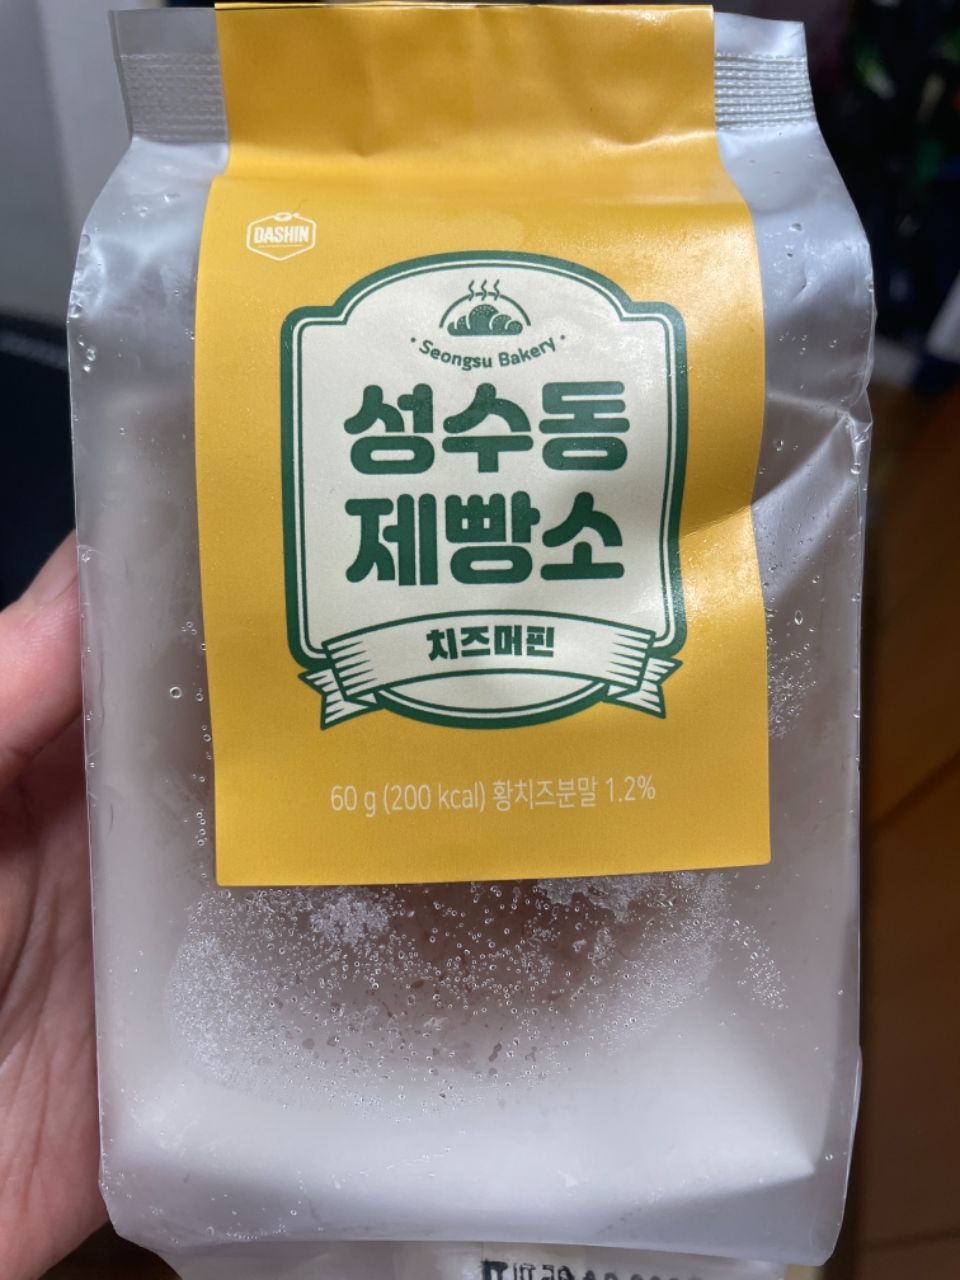 DASHIN
· Seongsu Bakery ·
성수동
제빵소
치즈머핀
60 g (200 kcal) 황치즈분말 1.2%